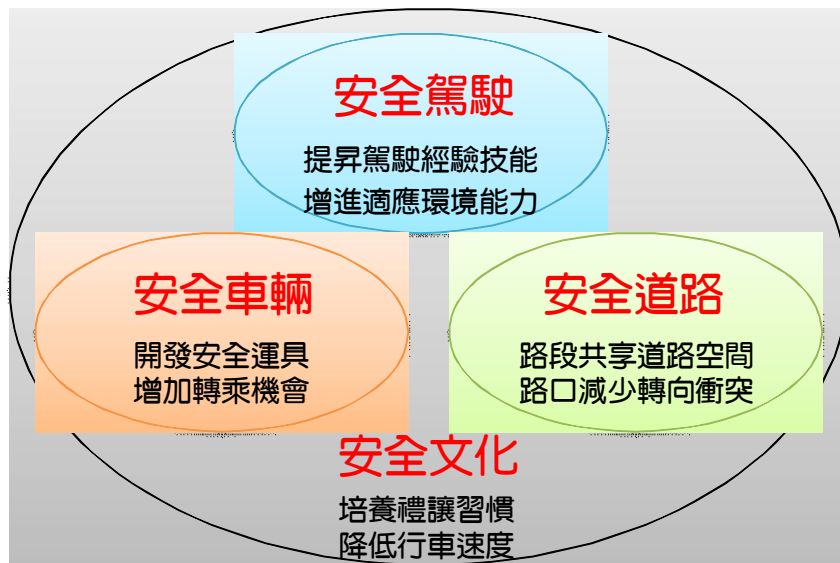 安全駕駛
提昇駕駛經驗技能
增進適應環境能力
安全車輛
開發安全運具
增加轉乘機會
安全道路
路段共享道路空間
路口減少轉向衝突
安全文化
培養禮讓習慣
降低行車速度